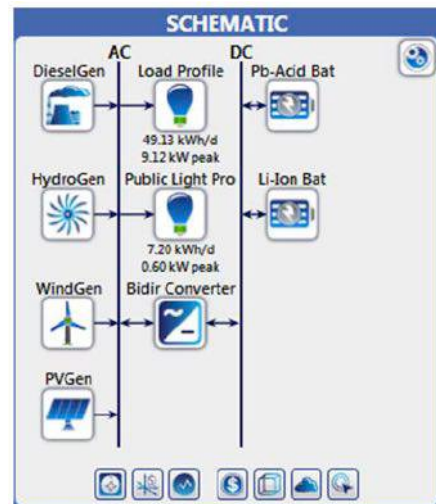 SCHEMATIC
AC DC
DieselGen Load Profile Pb-Acid Bat
49.13 kWh/d
9.12 kW peak
HydroGen Public Light Pro Li-Ion Bat
7.20 kWh/d
0.60 kW peak
WindGen Bidir Converter
PVGen